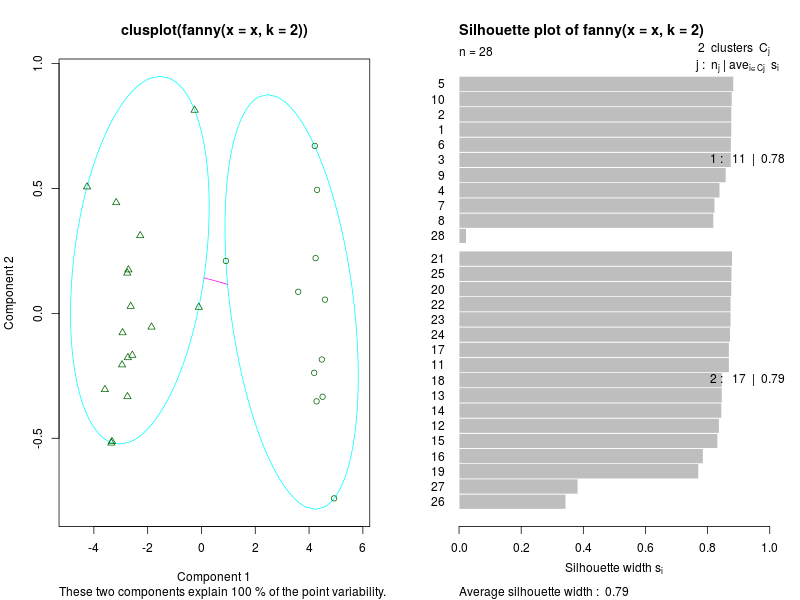 clusplot(fanny(x = x, k = 2))
Component 2
1.0
0.5
0.0
-0.5
-4 -2 0 2 4 6
Component 1
These two components explain 100 % of the point variability.
Silhouette plot of fanny(x = x, k = 2)
n = 28
2 clusters Cj
j : nj | avei∈Cj si
5
10
2
1
6
3
1 : 11 | 0.78
9
4
7
8
28
21
25
20
22
23
24
17
11
18
2 : 17 | 0.79
13
14
12
15
16
19
27
26
0.0 0.2 0.4 0.6 0.8 1.0
Silhouette width si
Average silhouette width : 0.79